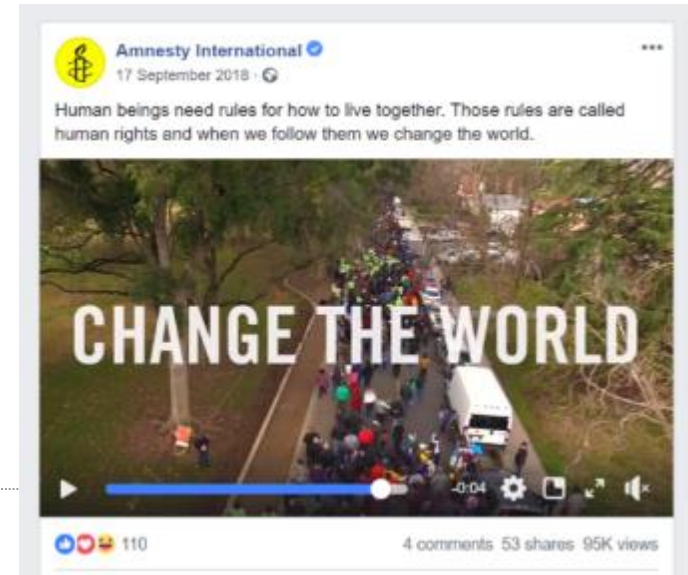 Amnesty International
17 September 2018 ·
Human beings need rules for how to live together. Those rules are called
human rights and when we follow them we change the world.
CHANGE THE WORLD
-0:04
110
4 comments 53 shares 95K views